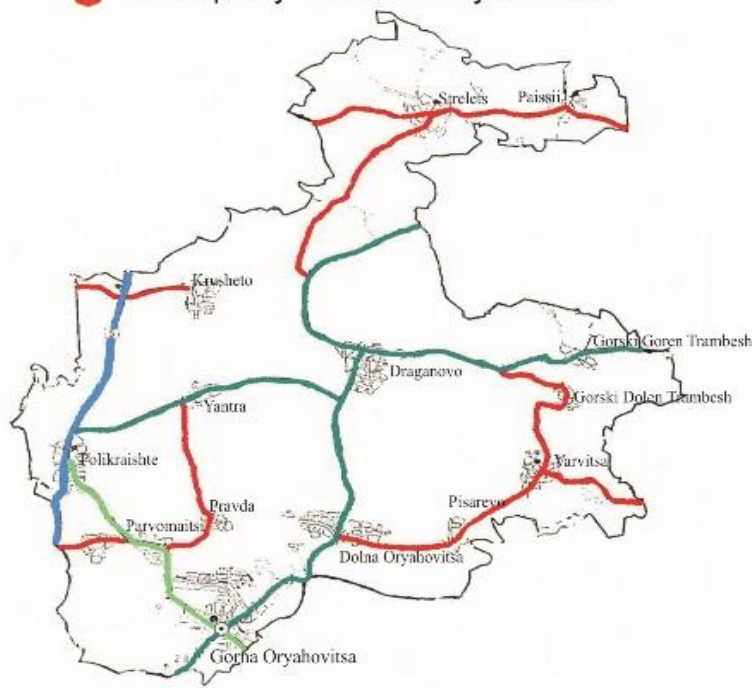 Strelets
Paissii
Krusheto
Gorski Goren Trambesh
Draganovo
Gorski Dolen Trambesh
Yantra
Polikraishte
Varvitsa
Pravda
Pisarevo
Parvomaitsi
Dolna Oryahovitsa
Gorna Oryahovitsa